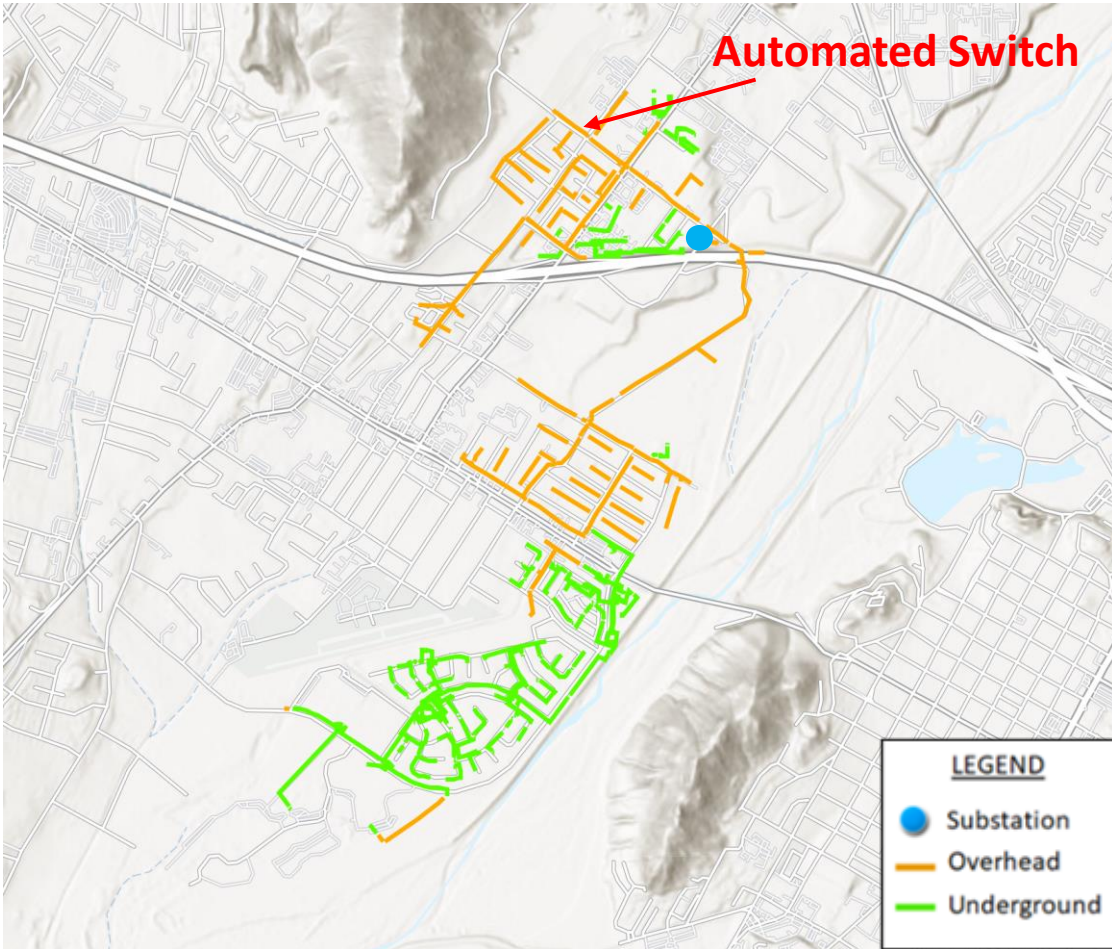 Automated Switch
LEGEND
Substation
Overhead
Underground